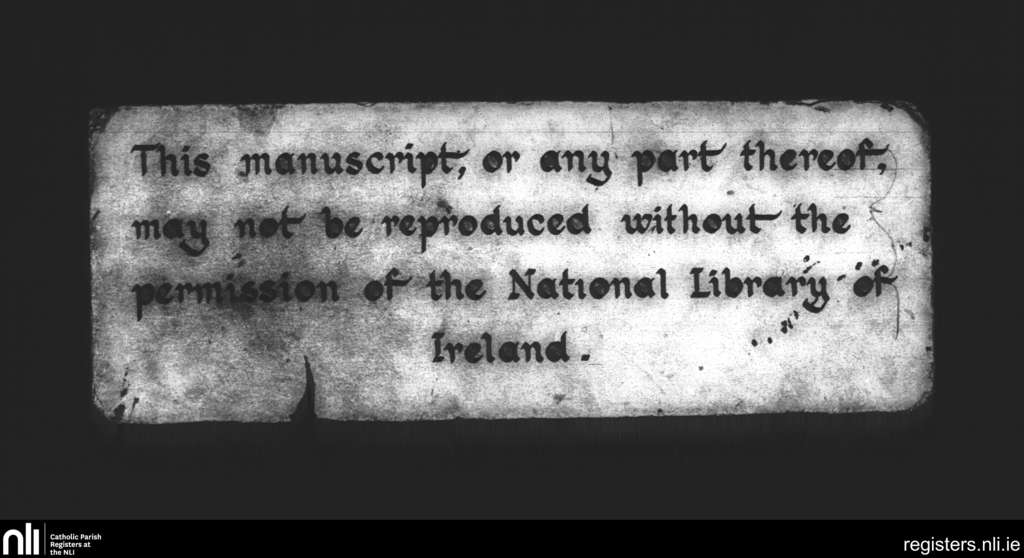 This manuscript, or any part thereof,
may not be reproduced without the
permission of the National Library of
Ireland.
nli
Catholic Parish
Registers at
the NLI
registers.nli.ie